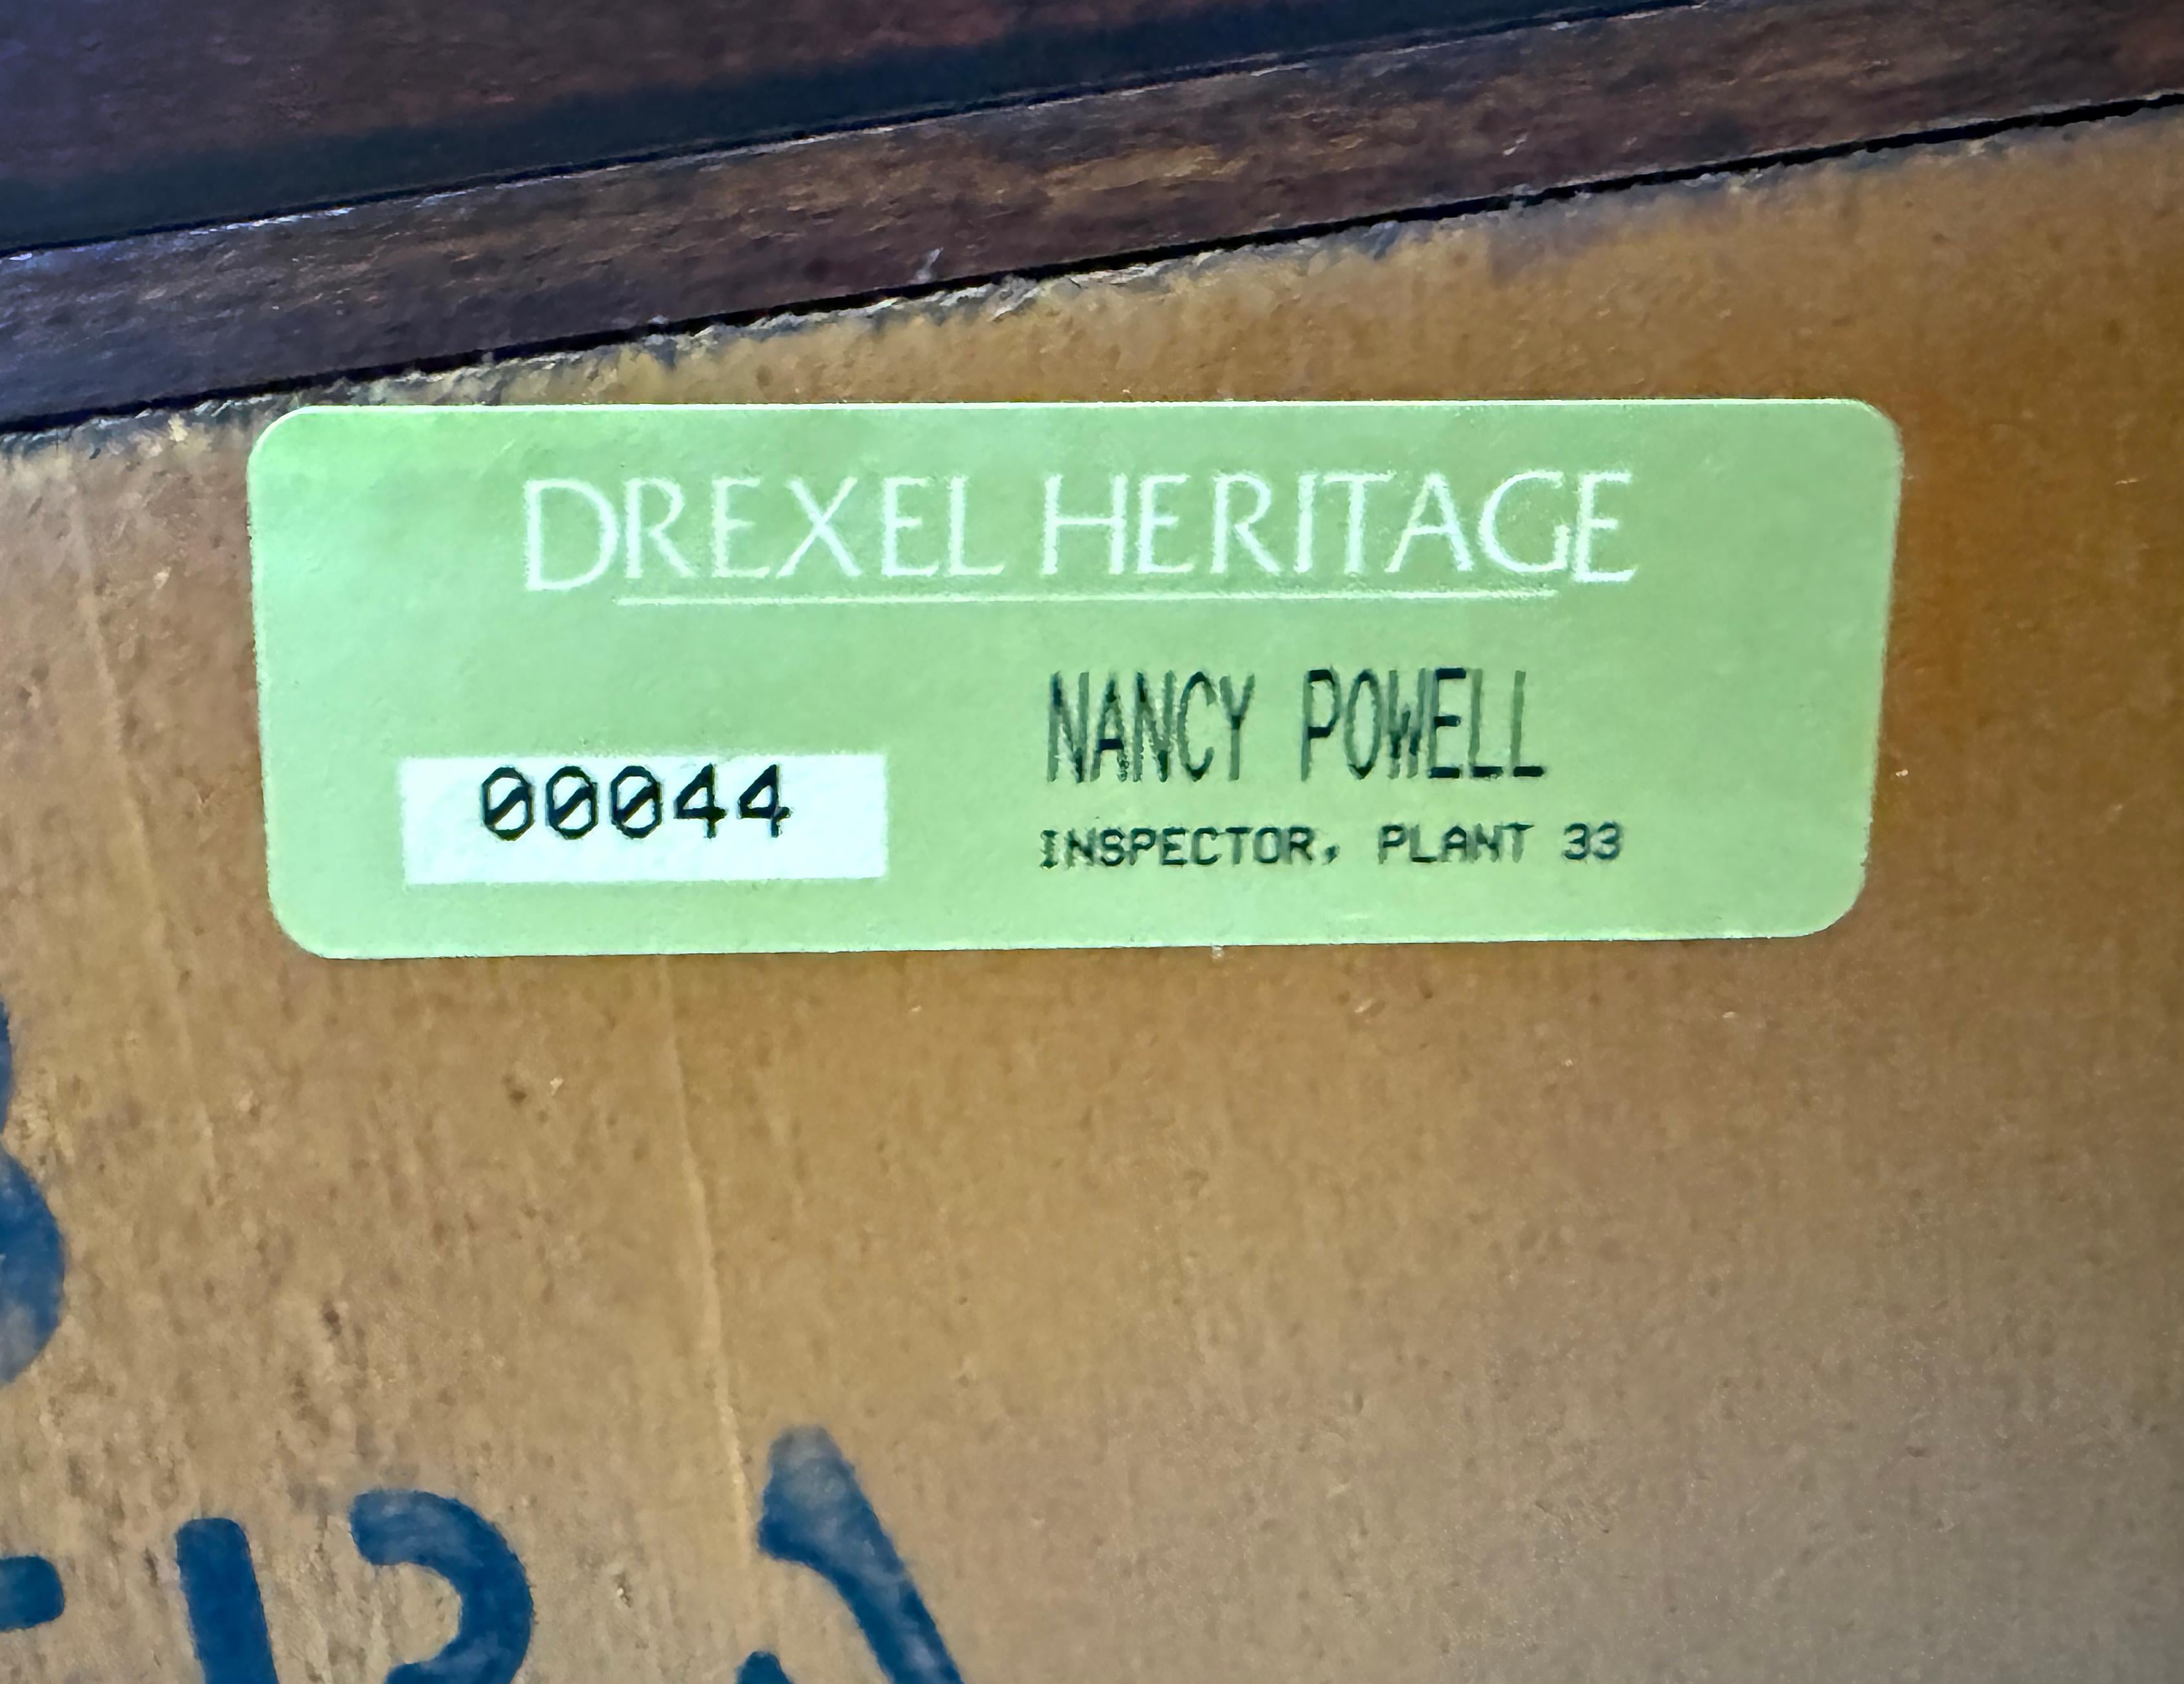 DREXEL HERITAGE
NANCY POWELL
00044
INSPECTOR, PLANT 33